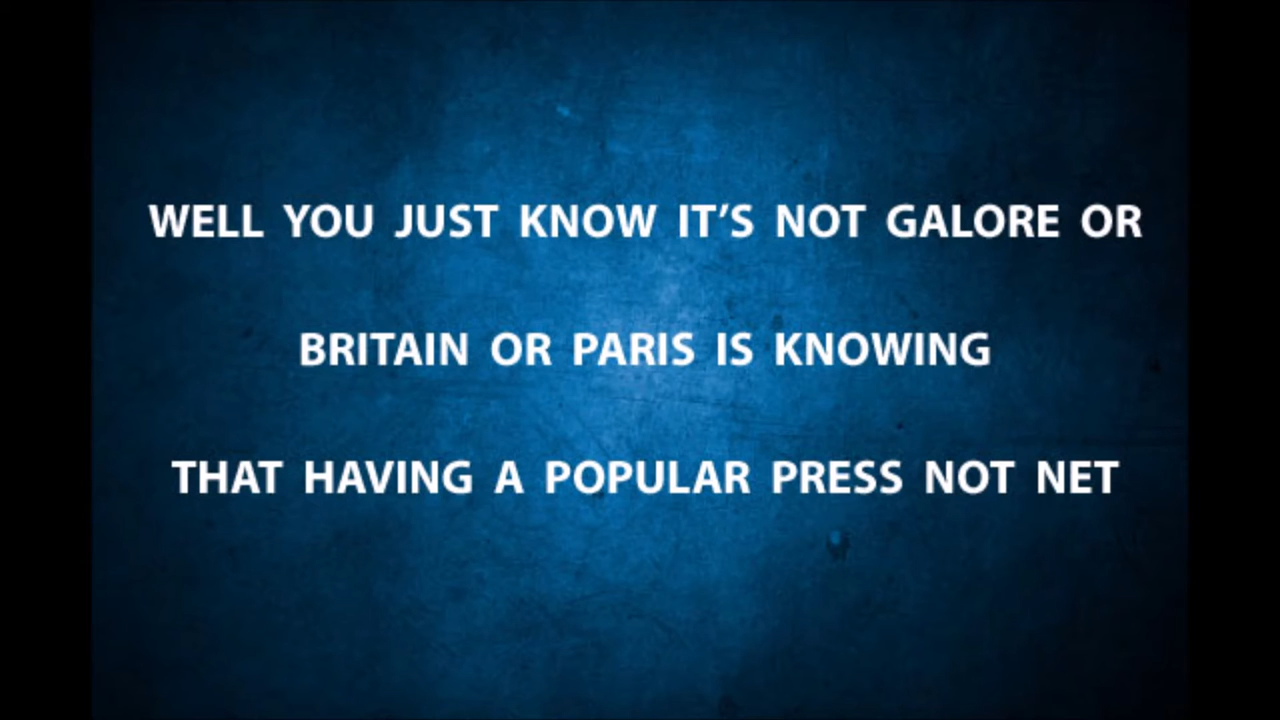 WELL YOU JUST KNOW IT’S NOT GALORE OR
BRITAIN OR PARIS IS KNOWING
THAT HAVING A POPULAR PRESS NOT NET